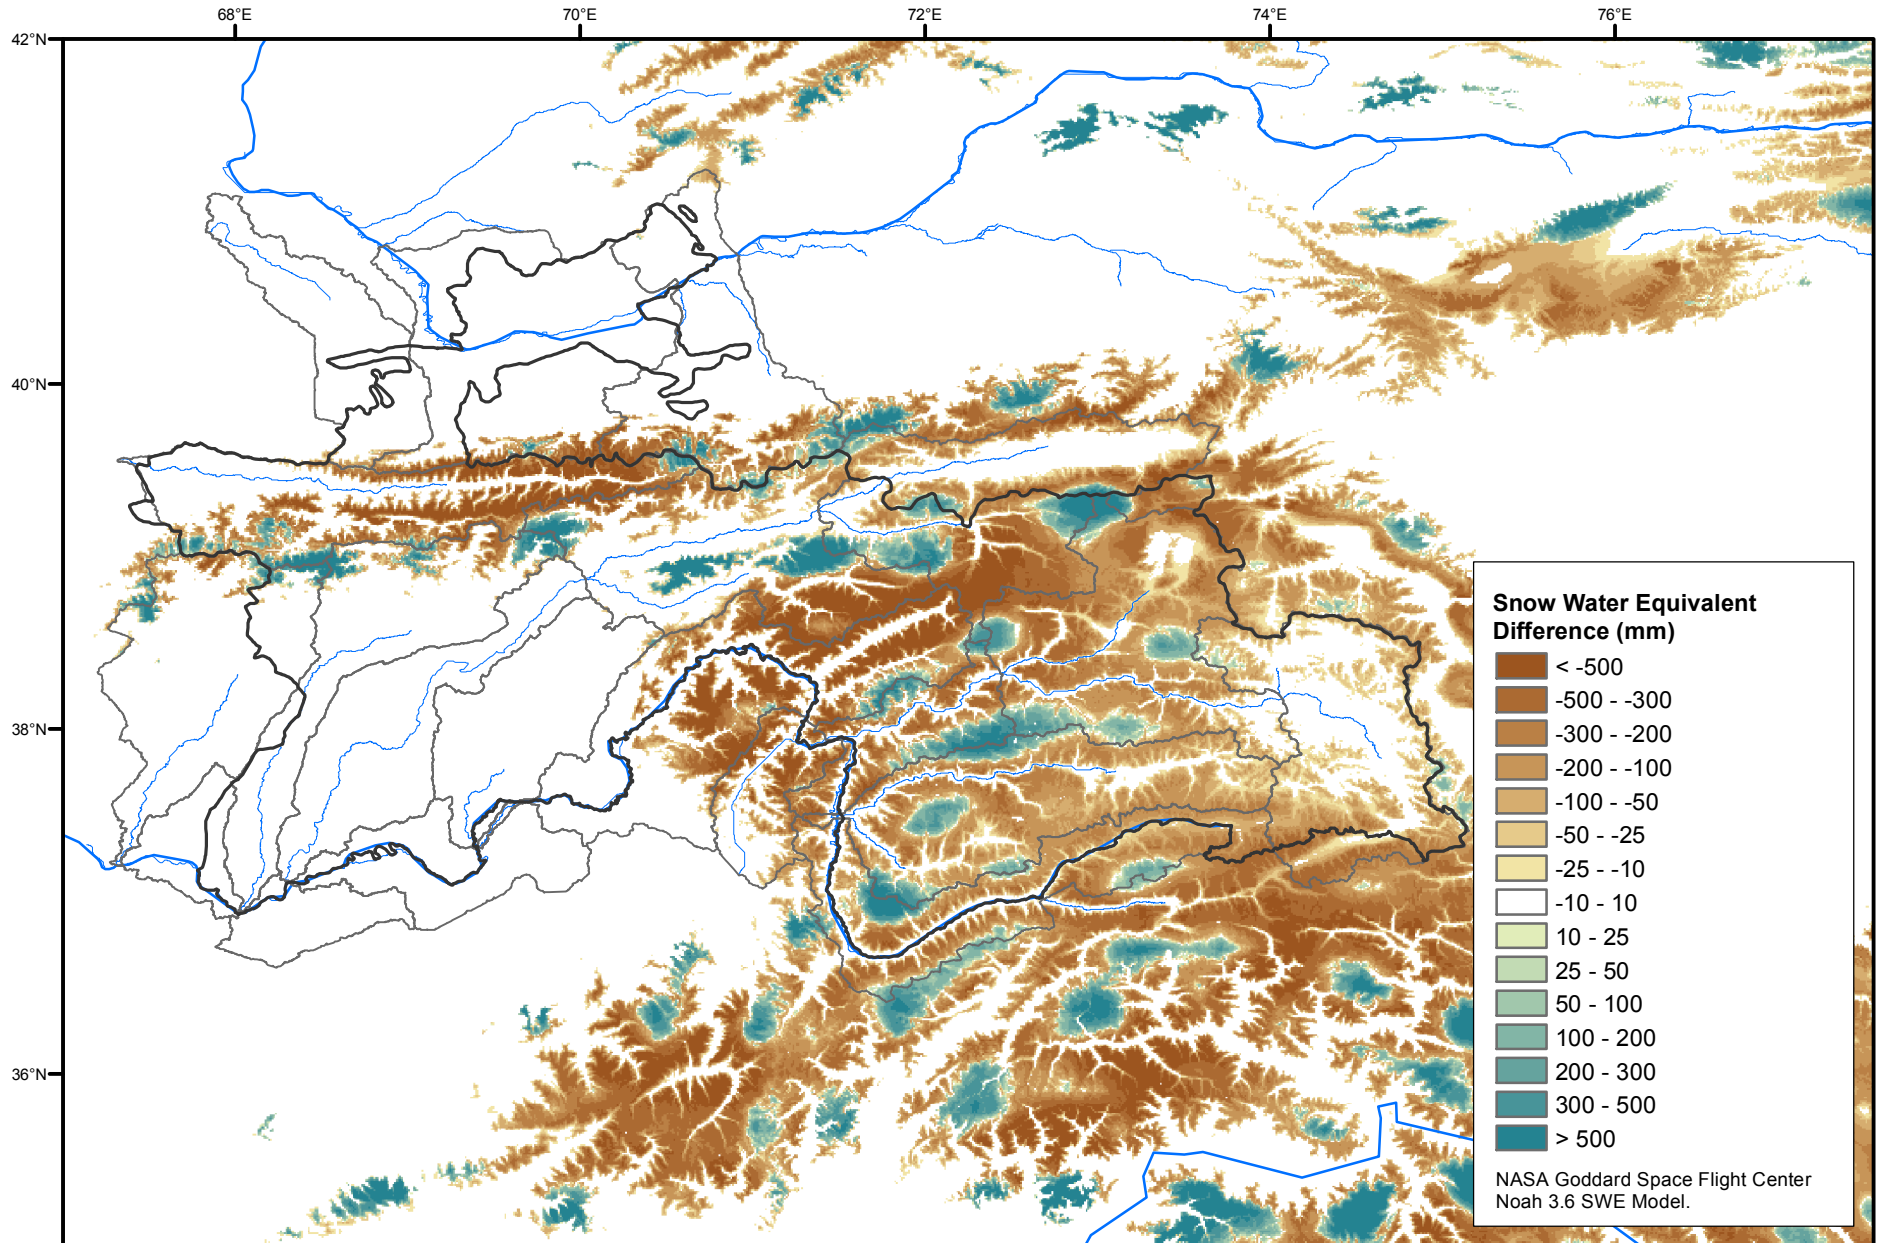 68°E 70°E 72°E 74°E 76°E
42°N
40°N
38°N
36°N
Snow Water Equivalent
Difference (mm)
< -500
-500 - -300
-300 - -200
-200 - -100
-100 - -50
-50 - -25
-25 - -10
-10 - 10
10 - 25
25 - 50
50 - 100
100 - 200
200 - 300
300 - 500
> 500
NASA Goddard Space Flight Center
Noah 3.6 SWE Model.